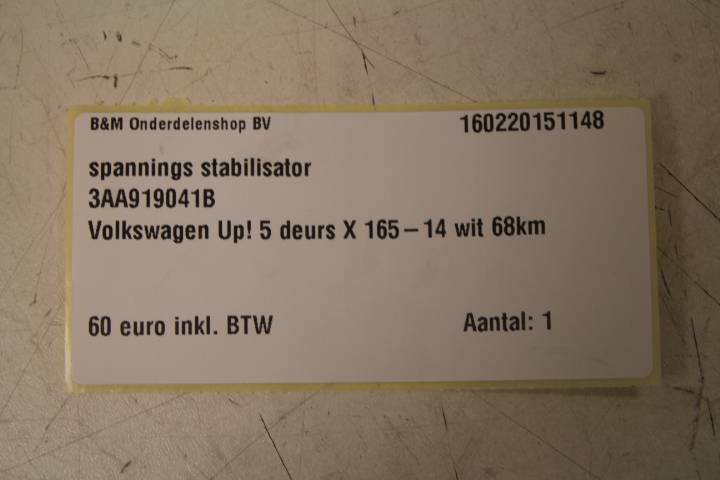 B&M Onderdelenshop BV 160220151148
spannings stabilisator
3AA919041B
Volkswagen Up! 5 deurs X 165-14 wit 68km
60 euro inkl. BTW Aantal: 1